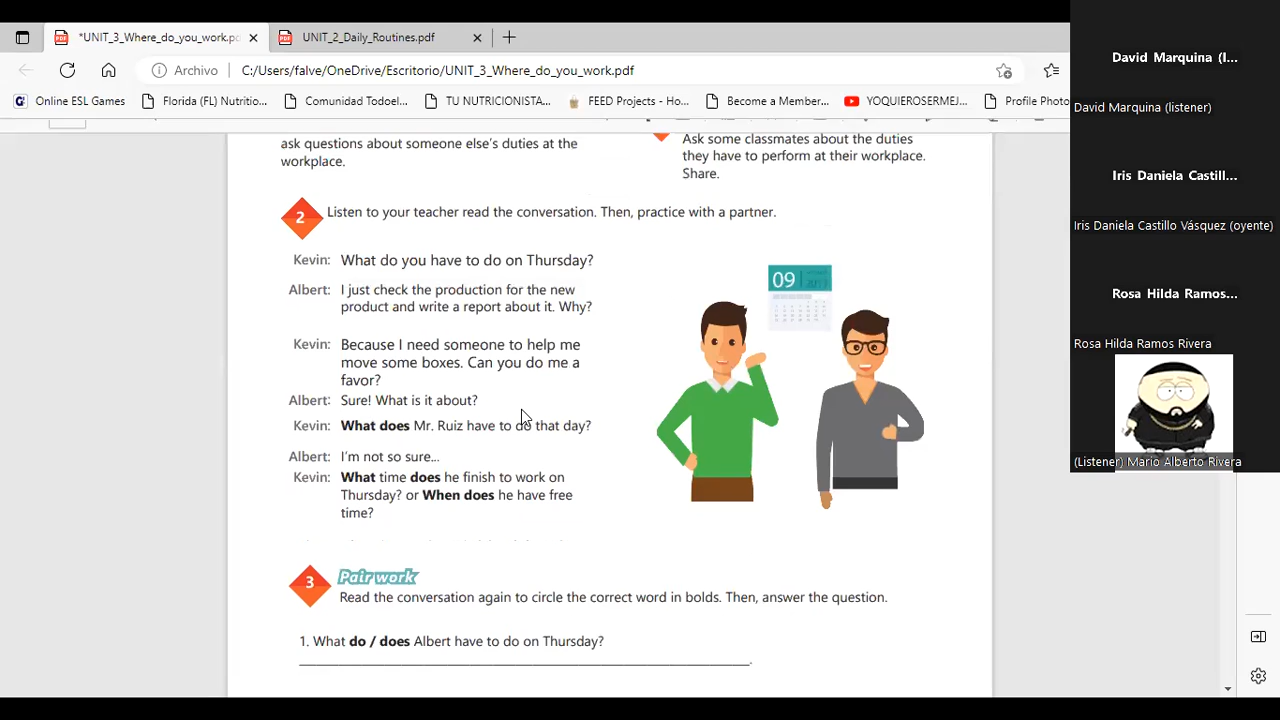 *UNIT_3_Where_do_you_work.pd
UNIT_2_Daily_Routines.pdf
Archivo
C:/Users/falve/OneDrive/Escritorio/UNIT_3_Where_do_you_work.pdf
Online ESL Games
Florida (FL) Nutritio...
Comunidad Todoel...
TU NUTRICIONISTA...
FEED Projects - Ho...
Become a Member...
YOQUIEROSERMEJ...
Profile Photo
ask questions about someone else's duties at the
workplace.
Ask some classmates about the duties
they have to perform at their workplace.
Share.
2
Listen to your teacher read the conversation. Then, practice with a partner.
Kevin: What do you have to do on Thursday?
Albert: I just check the production for the new
product and write a report about it. Why?
Kevin: Because I need someone to help me
move some boxes. Can you do me a
favor?
Albert: Sure! What is it about?
Kevin: What does Mr. Ruiz have to do that day?
Albert: I'm not so sure...
Kevin: What time does he finish to work on
Thursday? or When does he have free
time?
09
3
Pair work
Read the conversation again to circle the correct word in bolds. Then, answer the question.
1. What do / does Albert have to do on Thursday?
David Marquina (l...
David Marquina (listener)
Iris Daniela Castill...
Iris Daniela Castillo Vásquez (oyente)
Rosa Hilda Ramos...
Rosa Hilda Ramos Rivera
(Listener) Mario Alberto Rivera